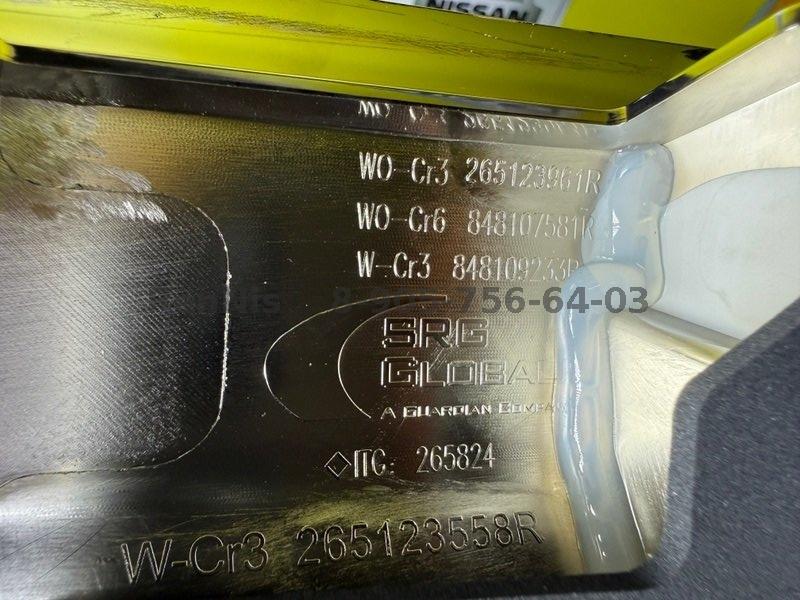 NISSAN
WO-Cr3 265123961R
WO-Cr6 848107581R
W-Cr3 848109233R
756-64-03
SRG
GLOBAL
A GUARDIAN COMPANY
ITC: 265824
W-Cr3 265123558R